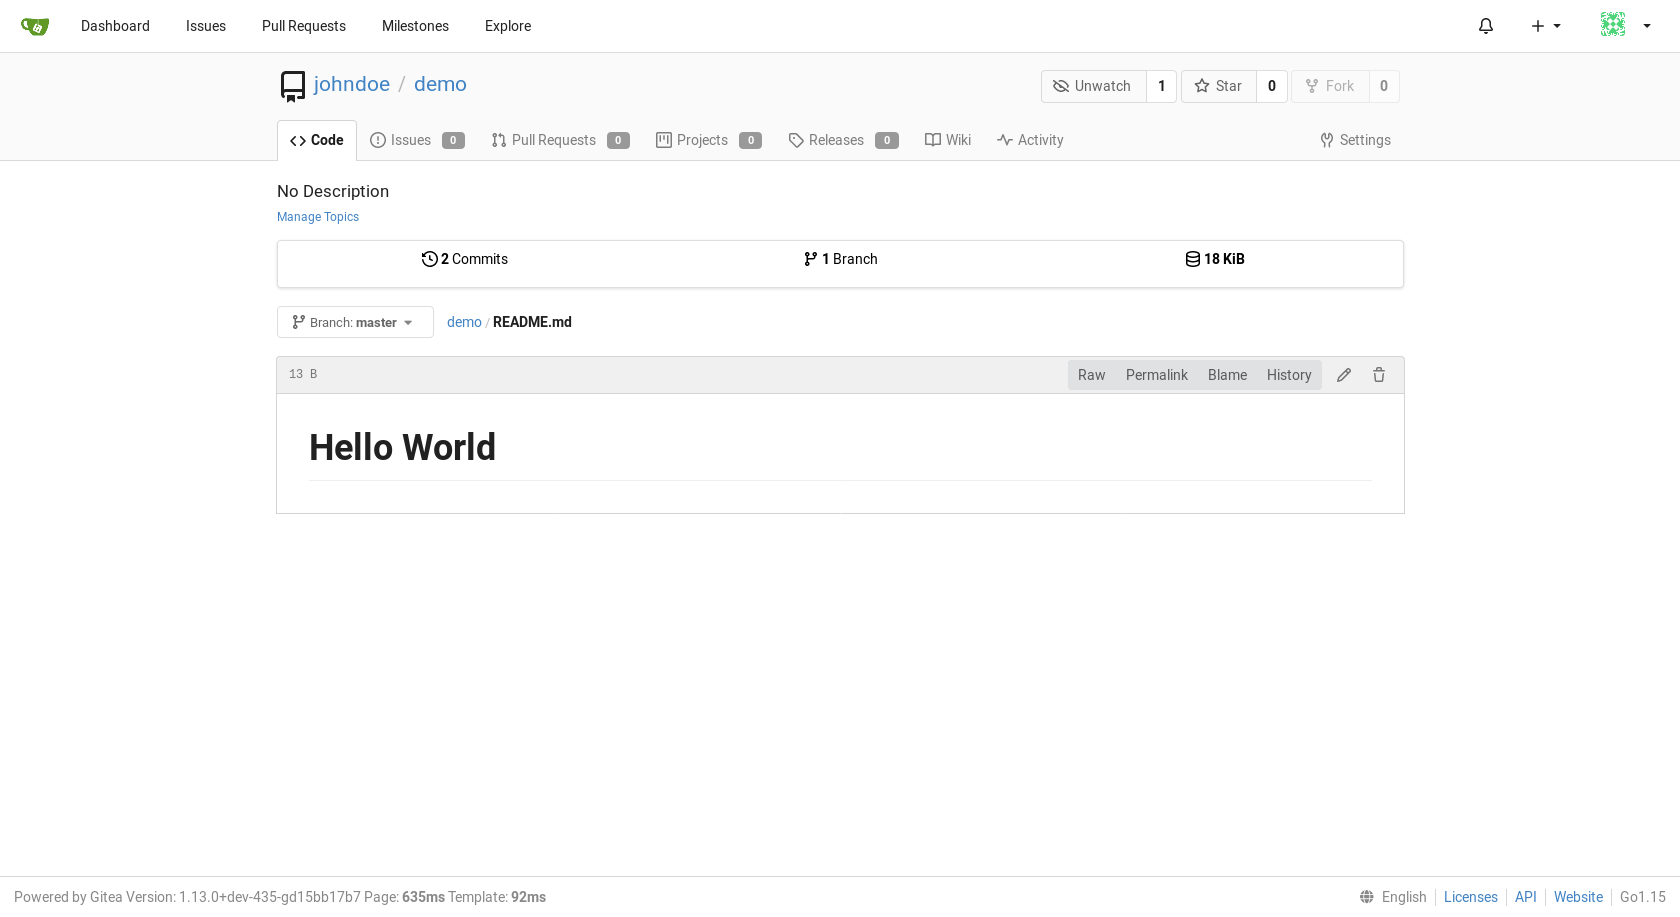 Dashboard Issues Pull Requests Milestones Explore
johndoe / demo Unwatch 1 Star 0 Fork 0
Code Issues 0 Pull Requests 0 Projects 0 Releases 0 Wiki Activity Settings
No Description
Manage Topics
2 Commits 1 Branch 18 KiB
Branch: master demo / README.md
13 B Raw Permalink Blame History
Hello World
Powered by Gitea Version: 1.13.0+dev-435-gd15bb17b7 Page: 635ms Template: 92ms English Licenses API Website Go1.15